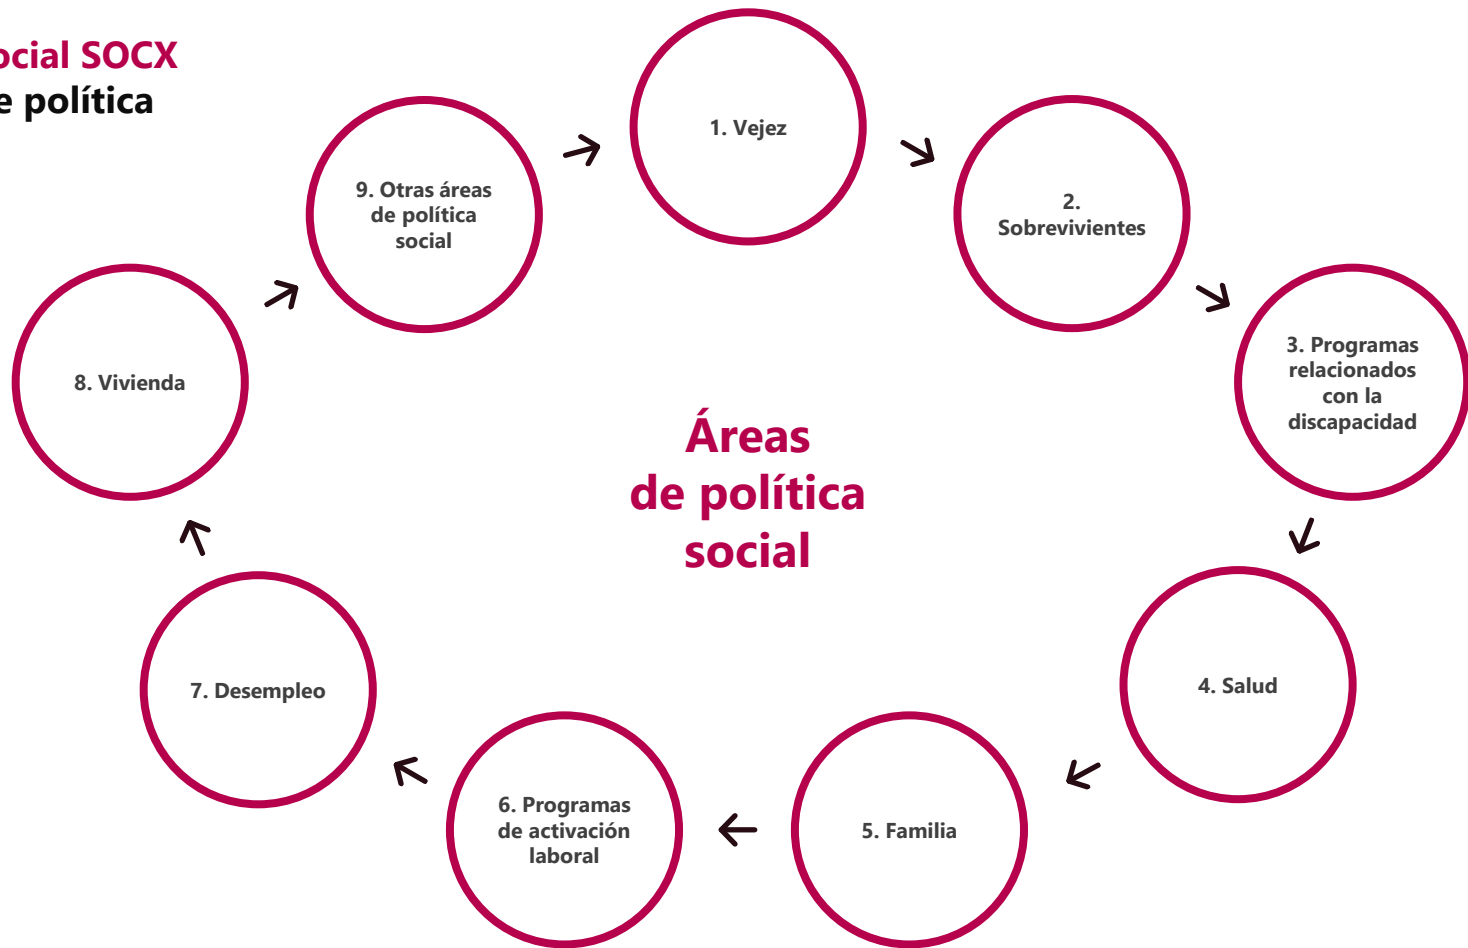 ocial SOCX
e política
1. Vejez
2.
Sobrevivientes
3. Programas
relacionados
con la
discapacidad
4. Salud
5. Familia
6. Programas
de activación
laboral
7. Desempleo
8. Vivienda
9. Otras áreas
de política
social
Áreas
de política
social